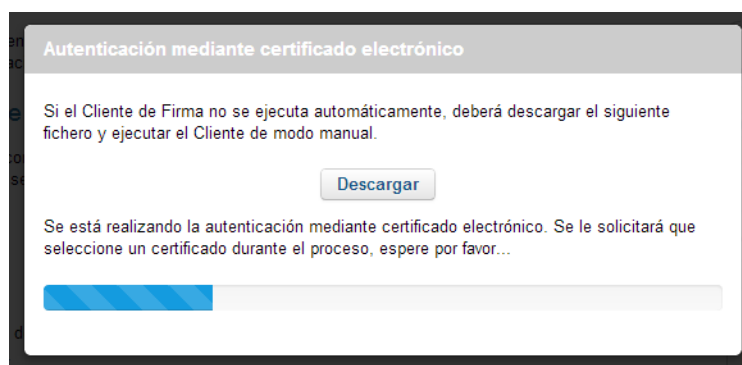 Autenticación mediante certificado electrónico
Si el Cliente de Firma no se ejecuta automáticamente, deberá descargar el siguiente
fichero y ejecutar el Cliente de modo manual.
Descargar
Se está realizando la autenticación mediante certificado electrónico. Se le solicitará que
seleccione un certificado durante el proceso, espere por favor...